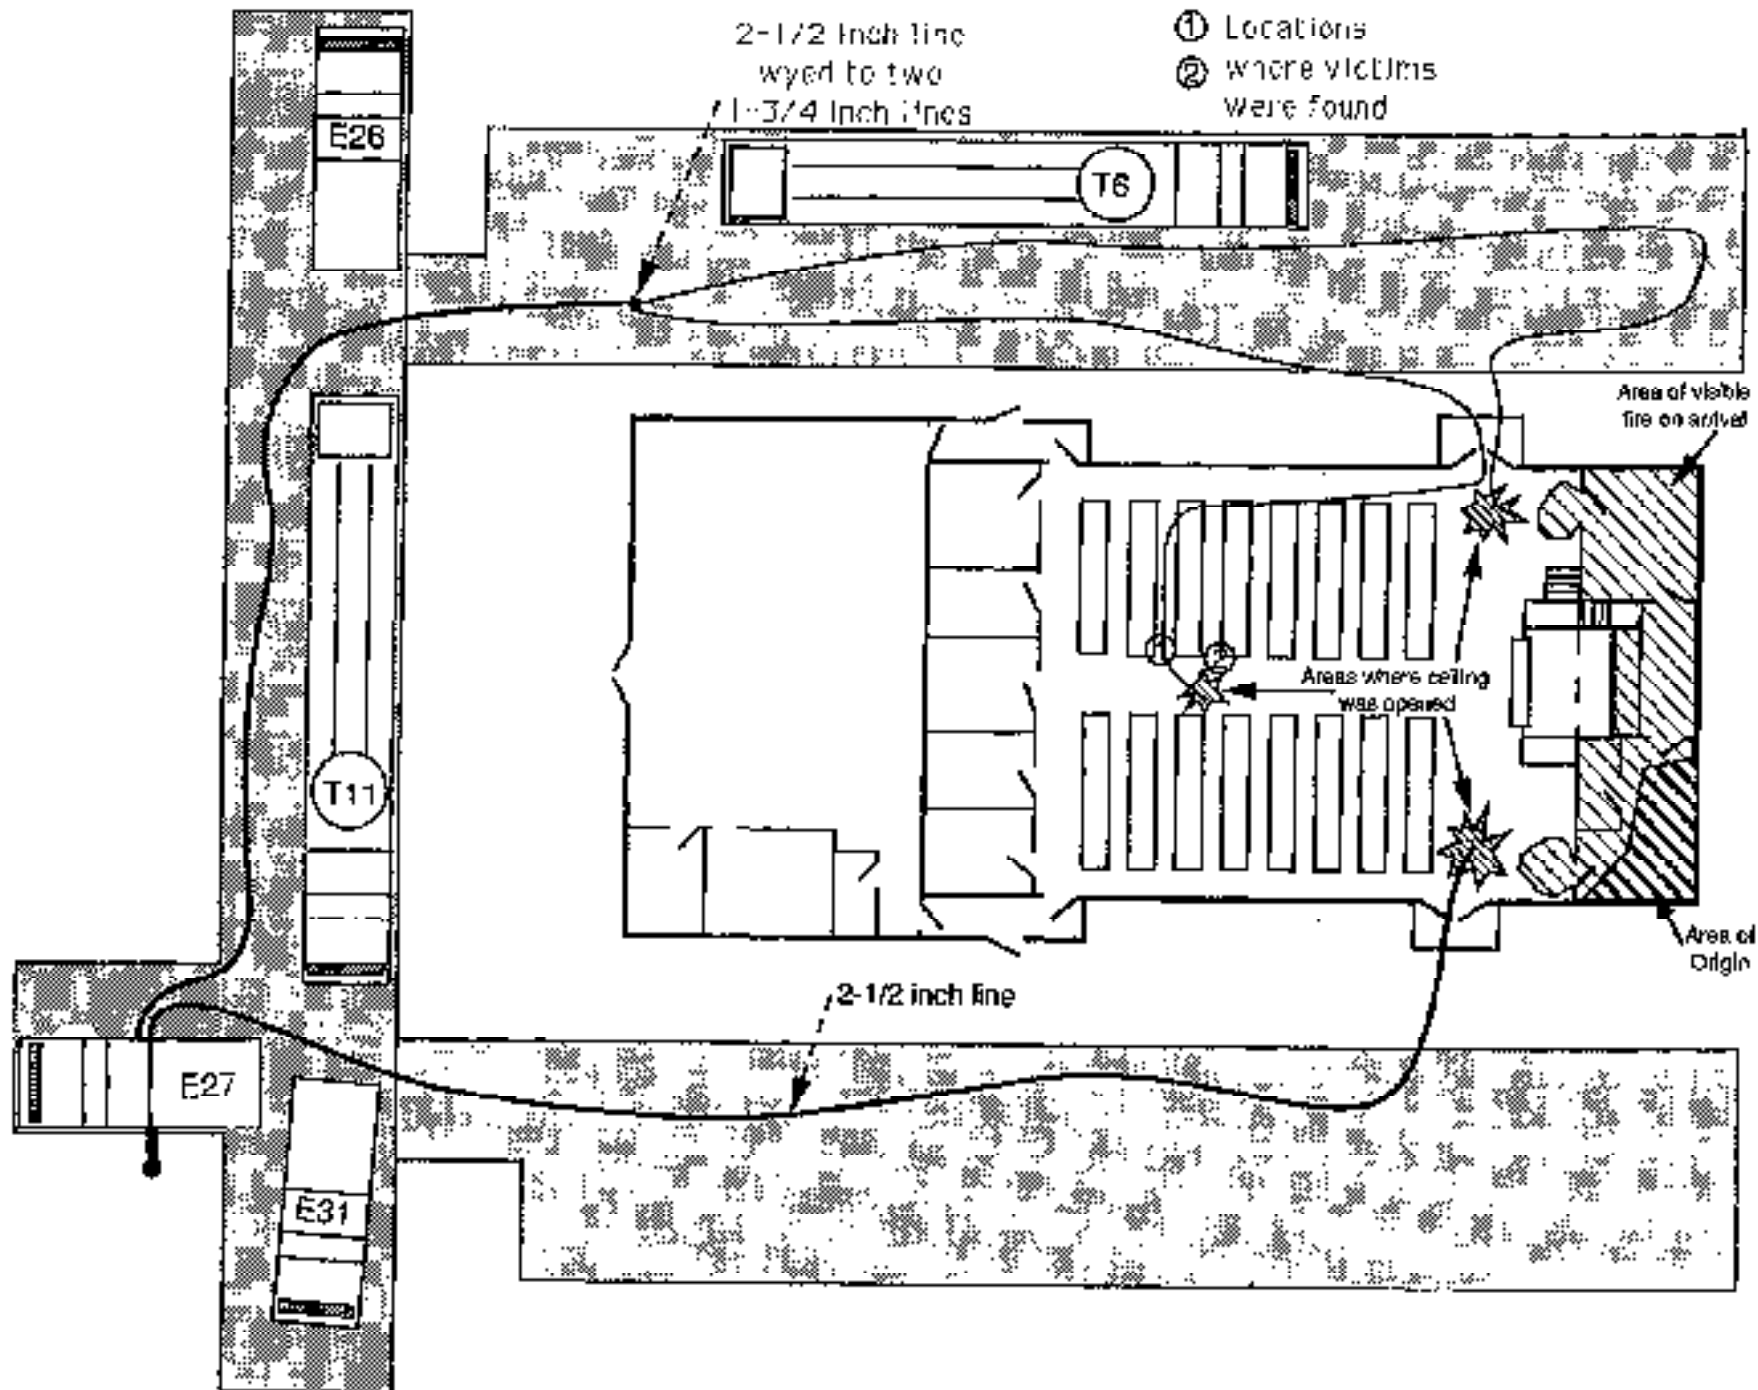 2-1/2 inch line
wyed to two
1-3/4 inch lines
① Locations
② where victims
were found
E26
T6
Area of visible
fire on arrival
1
2
Areas where ceiling
was opened
T11
Area of
Origin
2-1/2 inch line
E27
E31